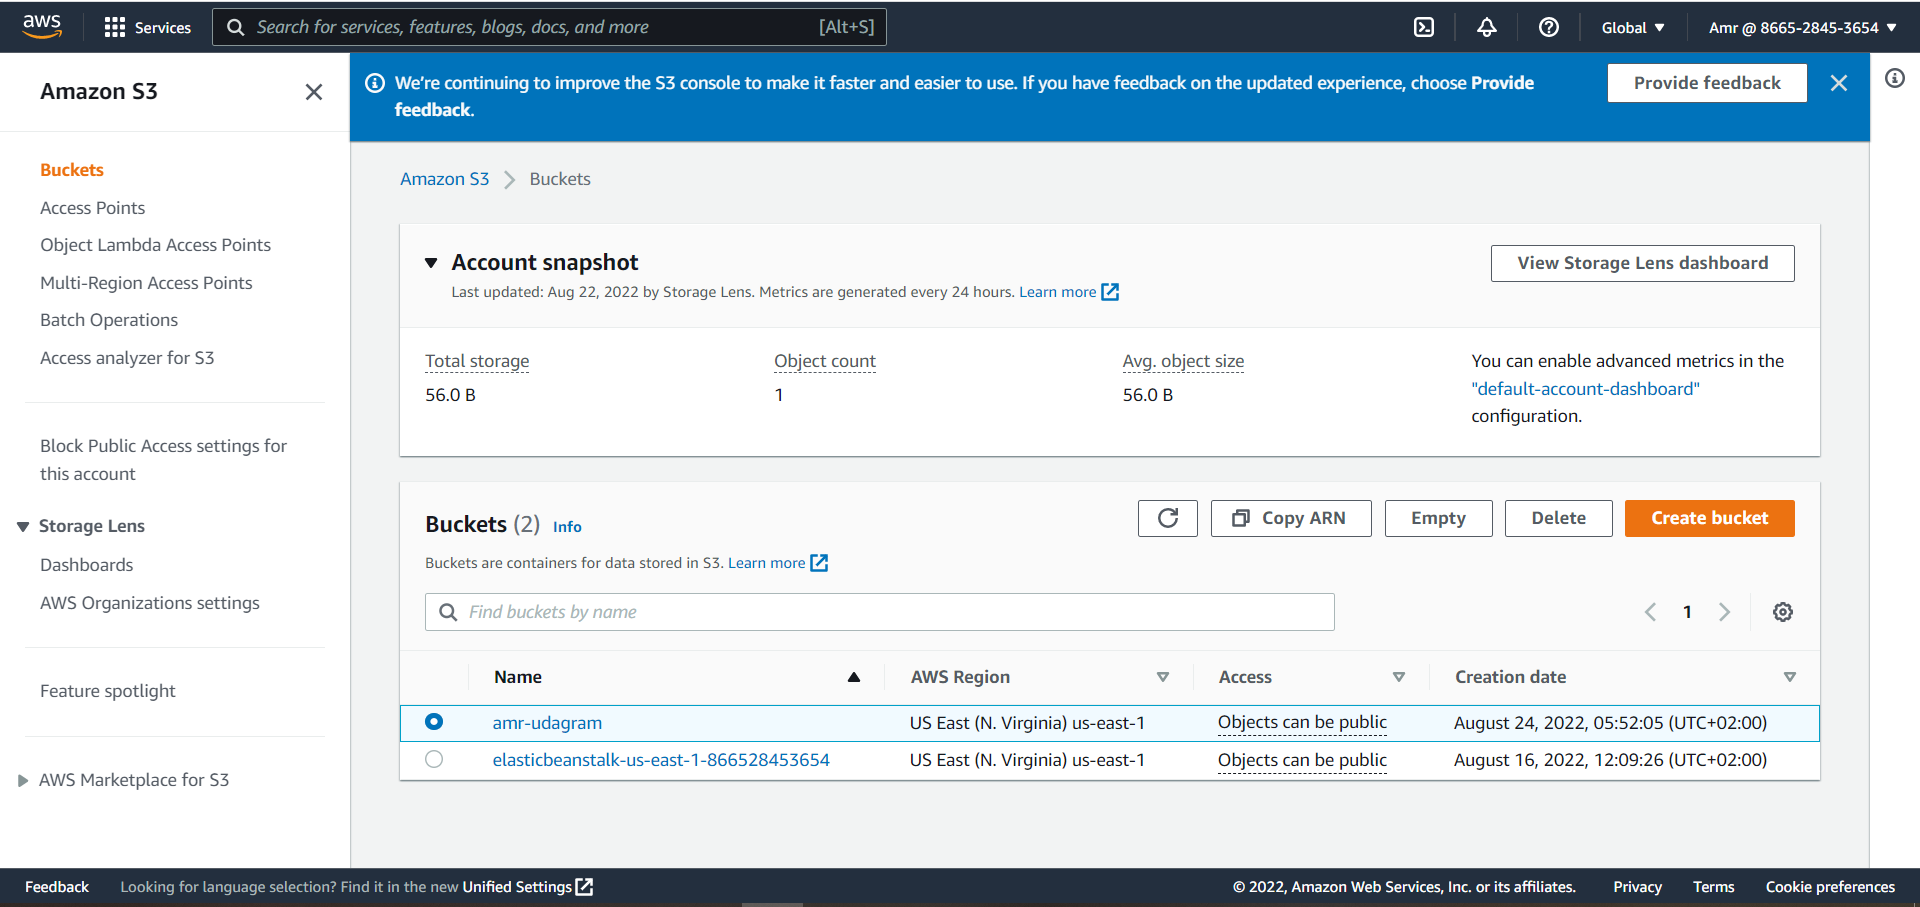 aws
Services
Search for services, features, blogs, docs, and more
[Alt+S]
Global
Amr @ 8665-2845-3654
Amazon S3
Buckets
Access Points
Object Lambda Access Points
Multi-Region Access Points
Batch Operations
Access analyzer for S3
Block Public Access settings for
this account
Storage Lens
Dashboards
AWS Organizations settings
Feature spotlight
AWS Marketplace for S3
We're continuing to improve the S3 console to make it faster and easier to use. If you have feedback on the updated experience, choose Provide
feedback.
Provide feedback
Amazon S3
Buckets
Account snapshot
Last updated: Aug 22, 2022 by Storage Lens. Metrics are generated every 24 hours. Learn more
View Storage Lens dashboard
Total storage
56.0 B
Object count
1
Avg. object size
56.0 B
You can enable advanced metrics in the
"default-account-dashboard"
configuration.
Buckets (2) Info
Buckets are containers for data stored in S3. Learn more
Copy ARN
Empty
Delete
Create bucket
Find buckets by name
1
Name AWS Region Access Creation date
amr-udagram US East (N. Virginia) us-east-1 Objects can be public August 24, 2022, 05:52:05 (UTC+02:00)
elasticbeanstalk-us-east-1-866528453654 US East (N. Virginia) us-east-1 Objects can be public August 16, 2022, 12:09:26 (UTC+02:00)
Feedback
Looking for language selection? Find it in the new Unified Settings
© 2022, Amazon Web Services, Inc. or its affiliates.
Privacy
Terms
Cookie preferences